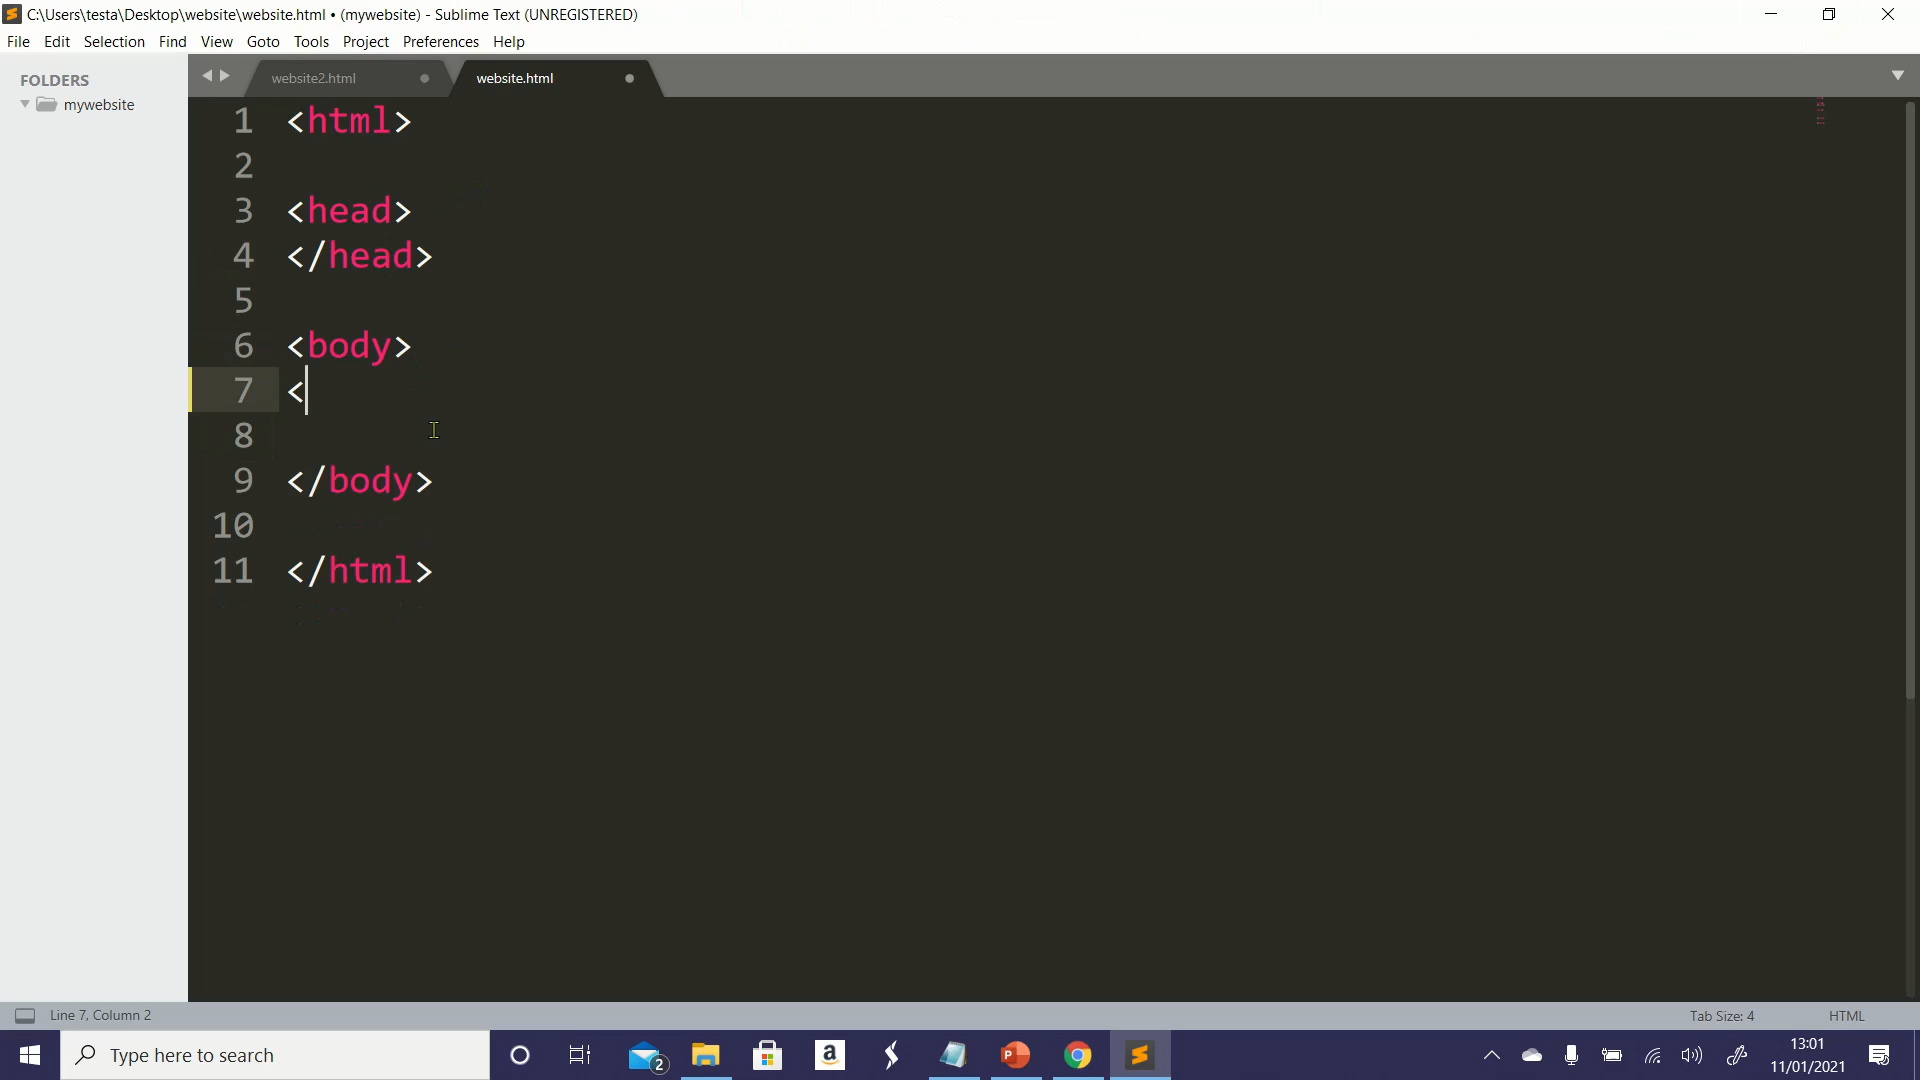 C:\Users\testa\Desktop\website\website.html • (mywebsite) - Sublime Text (UNREGISTERED)
File Edit Selection Find View Goto Tools Project Preferences Help
FOLDERS
mywebsite
website2.html
website.html
1 <html>
2
3 <head>
4 </head>
5
6 <body>
7 <
8
9 </body>
10
11 </html>
Line 7, Column 2
Tab Size: 4
HTML
Type here to search
2
a
P
13:01
11/01/2021